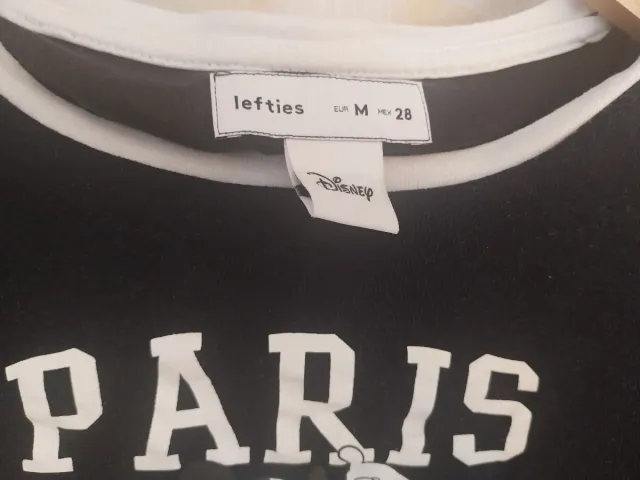 lefties EUR M MEX 28
Disney
PARIS